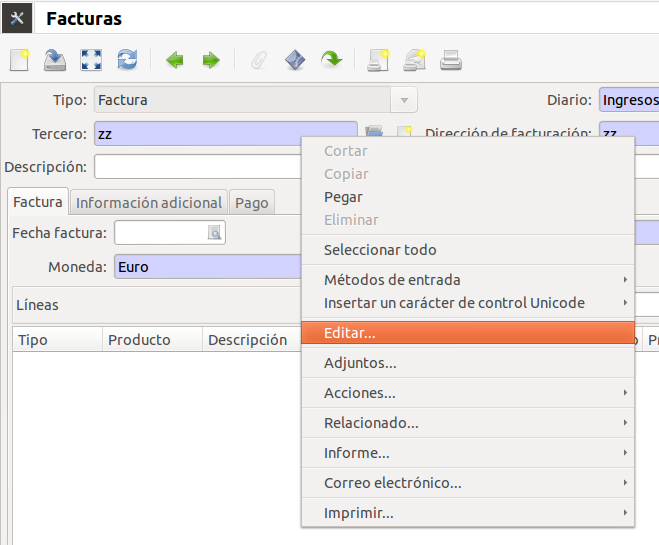 Facturas
Tipo: Factura Diario: Ingresos
Tercero: zz Dirección de facturación: zz
Descripción:
Factura Información adicional Pago
Fecha factura:
Moneda: Euro
Líneas
Tipo Producto Descripción
Cortar
Copiar
Pegar
Eliminar
Seleccionar todo
Métodos de entrada
Insertar un carácter de control Unicode
Editar...
Adjuntos...
Acciones...
Relacionado...
Informe...
Correo electrónico...
Imprimir...